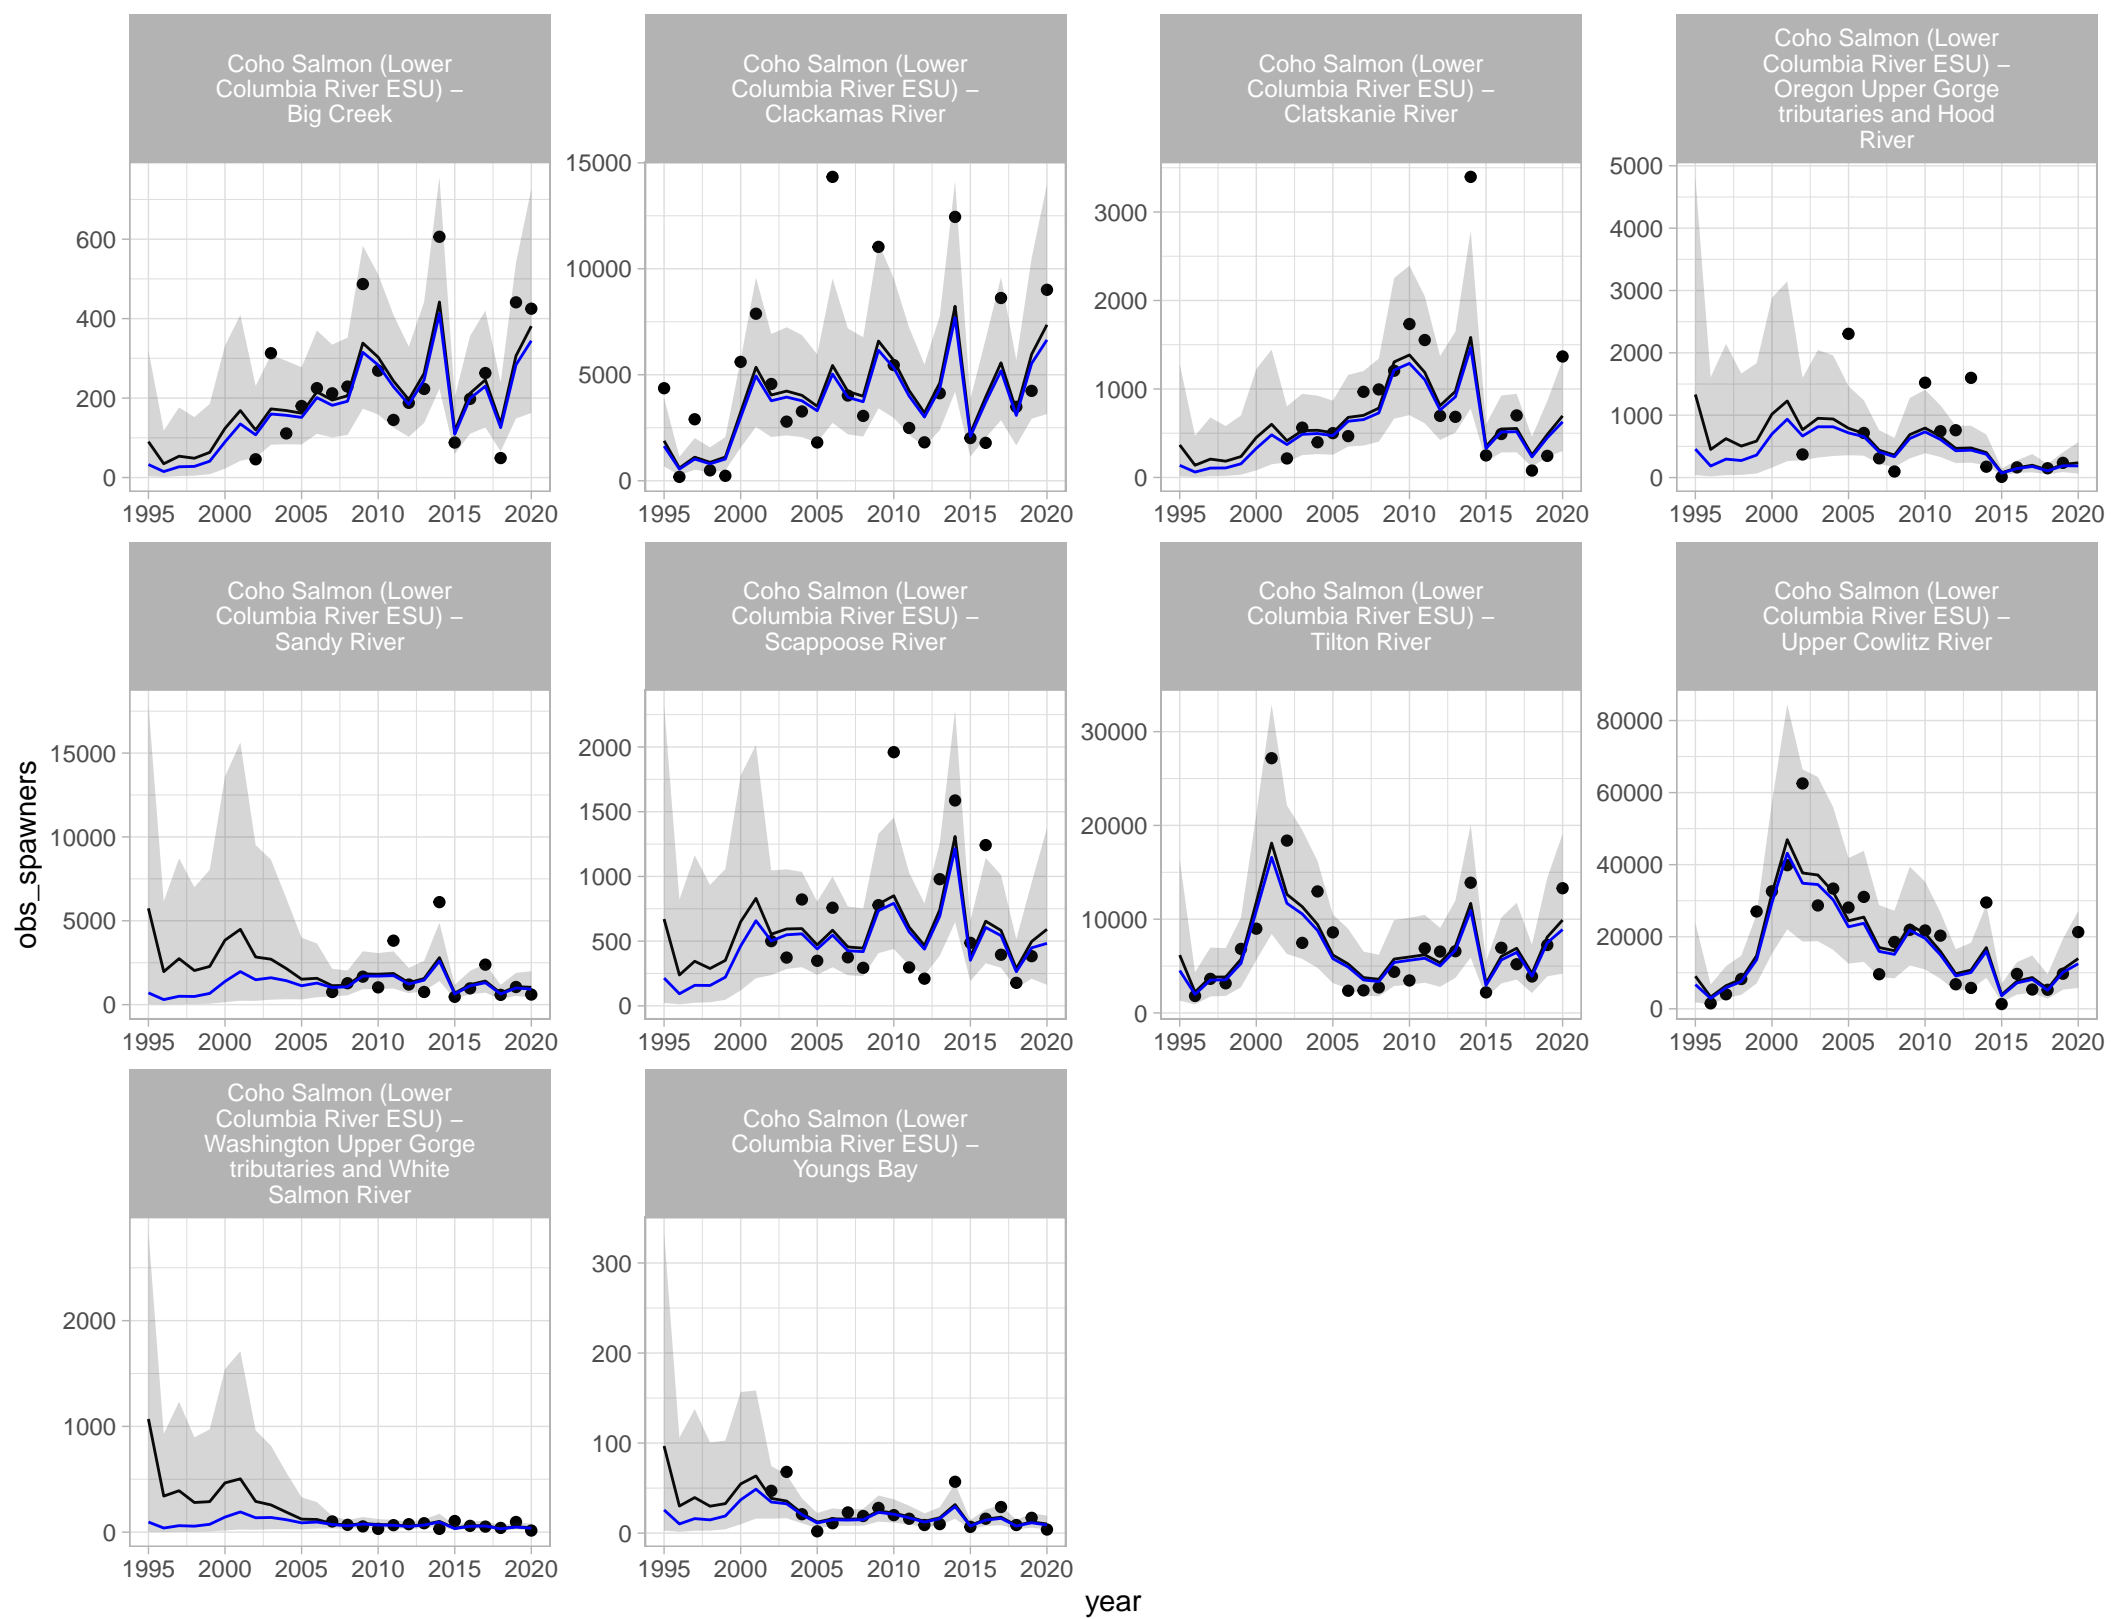 Coho Salmon (Lower
Columbia River ESU) –
Big Creek
Coho Salmon (Lower
Columbia River ESU) –
Clackamas River
Coho Salmon (Lower
Columbia River ESU) –
Clatskanie River
Coho Salmon (Lower
Columbia River ESU) –
Oregon Upper Gorge
tributaries and Hood
River
600
400
200
0
1995 2000 2005 2010 2015 2020
15000
10000
5000
0
1995 2000 2005 2010 2015 2020
3000
2000
1000
0
1995 2000 2005 2010 2015 2020
5000
4000
3000
2000
1000
0
1995 2000 2005 2010 2015 2020
Coho Salmon (Lower
Columbia River ESU) –
Sandy River
Coho Salmon (Lower
Columbia River ESU) –
Scappoose River
Coho Salmon (Lower
Columbia River ESU) –
Tilton River
Coho Salmon (Lower
Columbia River ESU) –
Upper Cowlitz River
obs_spawners
15000
10000
5000
0
1995 2000 2005 2010 2015 2020
2000
1500
1000
500
0
1995 2000 2005 2010 2015 2020
30000
20000
10000
0
1995 2000 2005 2010 2015 2020
80000
60000
40000
20000
0
1995 2000 2005 2010 2015 2020
Coho Salmon (Lower
Columbia River ESU) –
Washington Upper Gorge
tributaries and White
Salmon River
Coho Salmon (Lower
Columbia River ESU) –
Youngs Bay
2000
1000
0
1995 2000 2005 2010 2015 2020
300
200
100
0
1995 2000 2005 2010 2015 2020
year